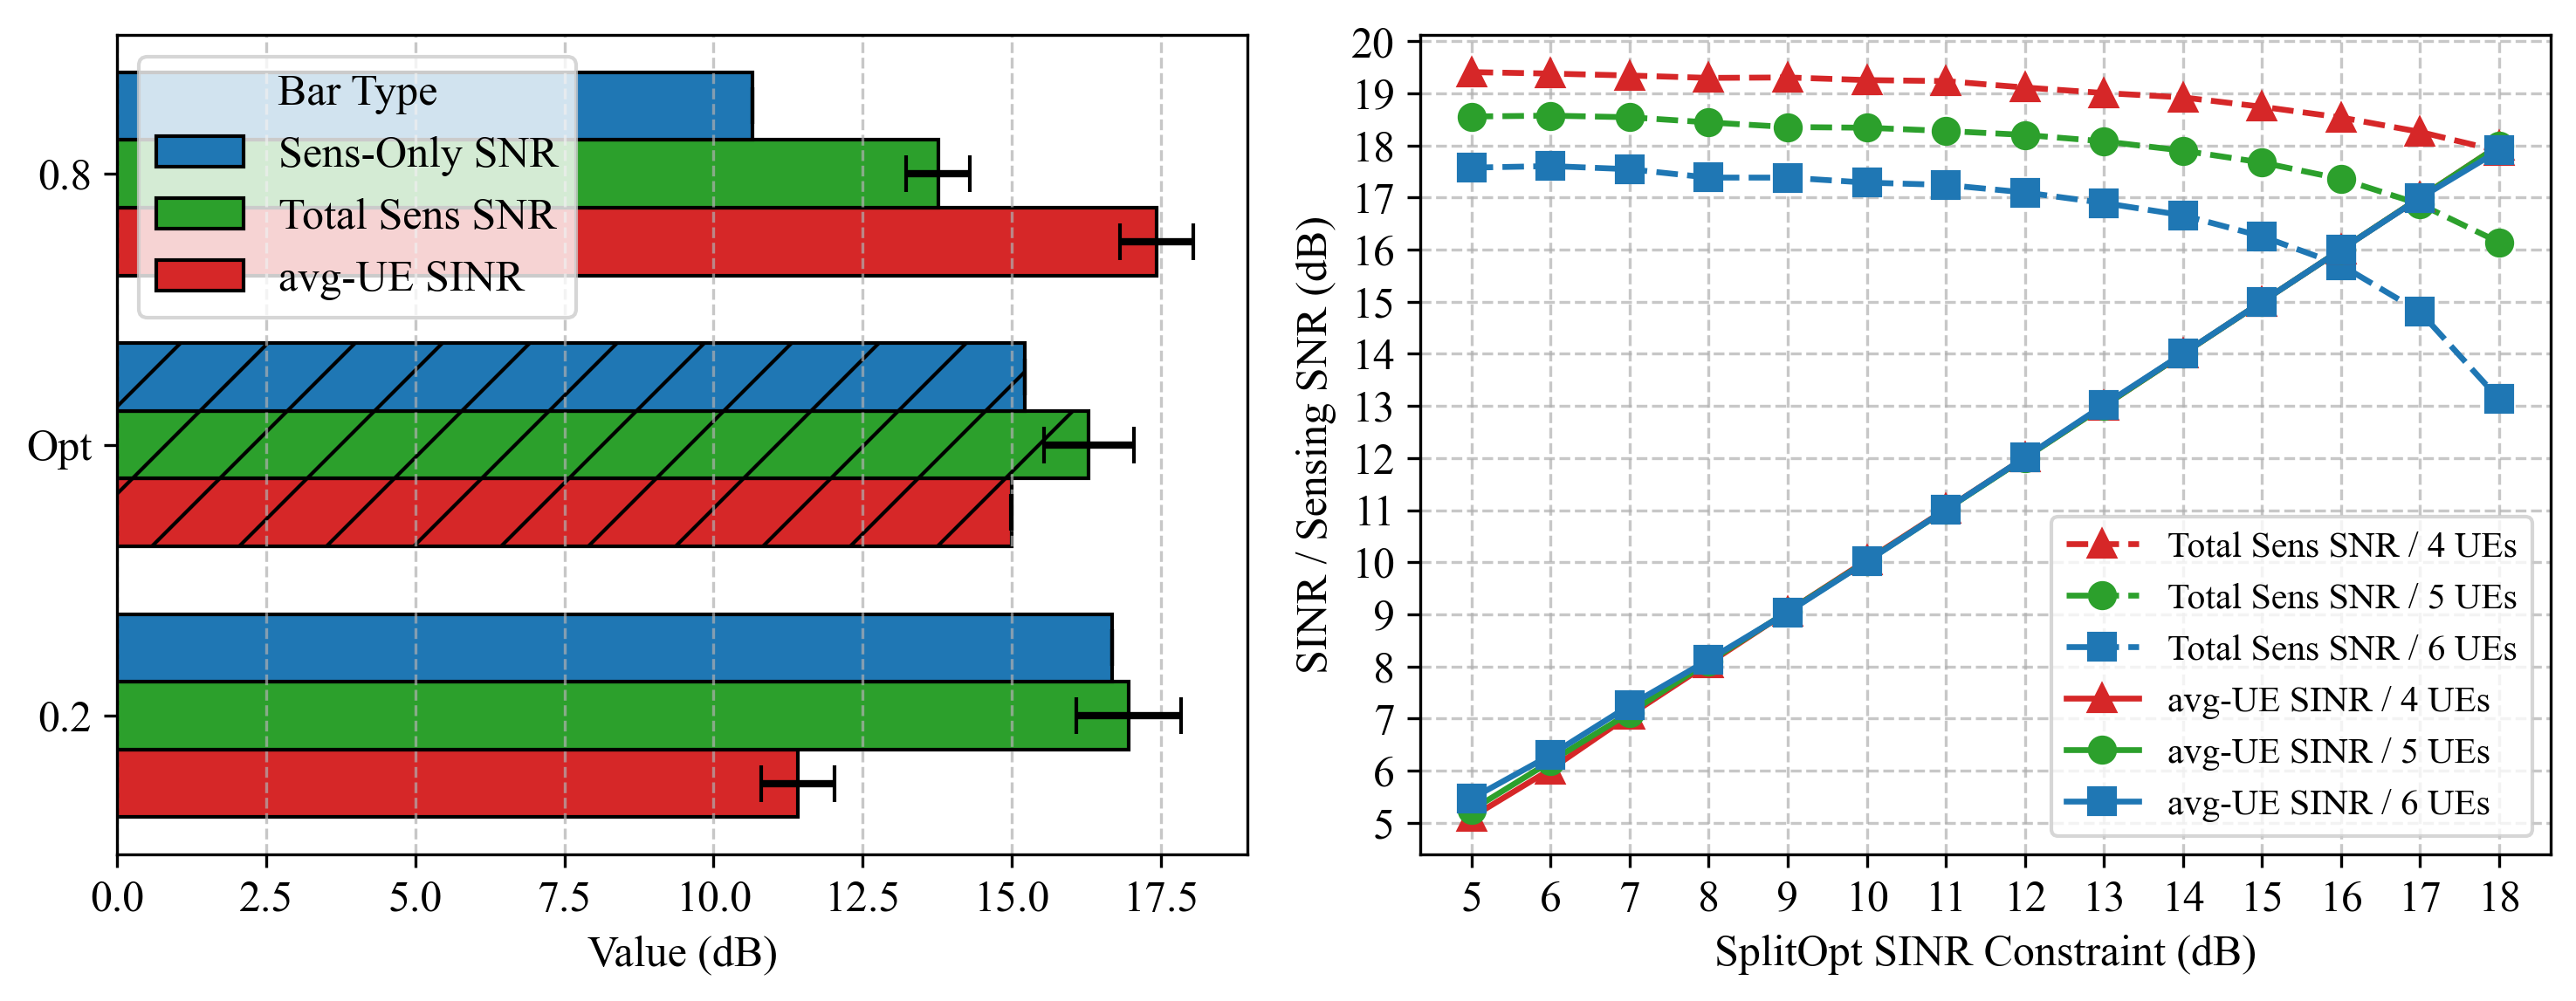 Bar Type
Sens-Only SNR
Total Sens SNR
avg-UE SINR
0.8
Opt
0.2
0.0 2.5 5.0 7.5 10.0 12.5 15.0 17.5
Value (dB)
SINR / Sensing SNR (dB)
20
19
18
17
16
15
14
13
12
11
10
9
8
7
6
5
Total Sens SNR / 4 UEs
Total Sens SNR / 5 UEs
Total Sens SNR / 6 UEs
avg-UE SINR / 4 UEs
avg-UE SINR / 5 UEs
avg-UE SINR / 6 UEs
5 6 7 8 9 10 11 12 13 14 15 16 17 18
SplitOpt SINR Constraint (dB)